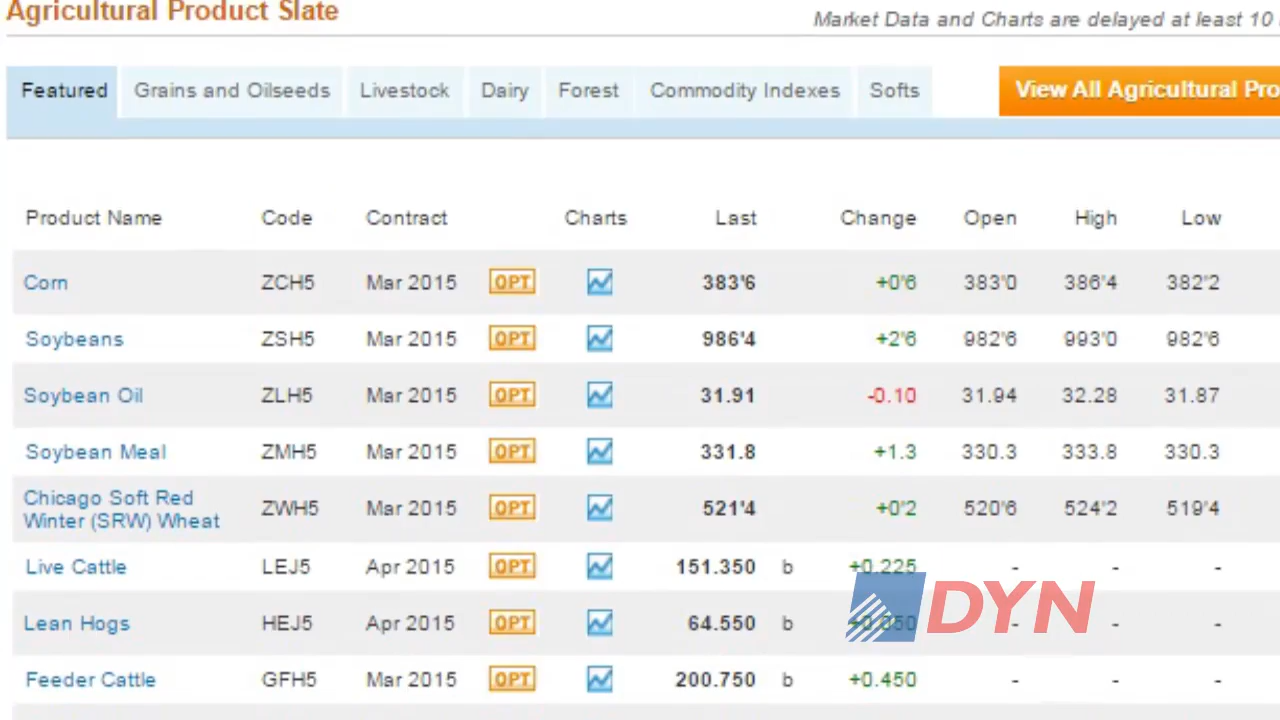 Agricultural Product Slate
Market Data and Charts are delayed at least 10
Featured Grains and Oilseeds Livestock Dairy Forest Commodity Indexes Softs View All Agricultural Pro
Product Name Code Contract Charts Last Change Open High Low
Corn ZCH5 Mar 2015 OPT 383'6 +0'6 383'0 386'4 382'2
Soybeans ZSH5 Mar 2015 OPT 986'4 +2'6 982'6 993'0 982'6
Soybean Oil ZLH5 Mar 2015 OPT 31.91 -0.10 31.94 32.28 31.87
Soybean Meal ZMH5 Mar 2015 OPT 331.8 +1.3 330.3 333.8 330.3
Chicago Soft Red
Winter (SRW) Wheat ZWH5 Mar 2015 OPT 521'4 +0'2 520'6 524'2 519'4
Live Cattle LEJ5 Apr 2015 OPT 151.350 b +0.225 - - -
Lean Hogs HEJ5 Apr 2015 OPT 64.550 b - - -
DYN
Feeder Cattle GFH5 Mar 2015 OPT 200.750 b +0.450 - - -